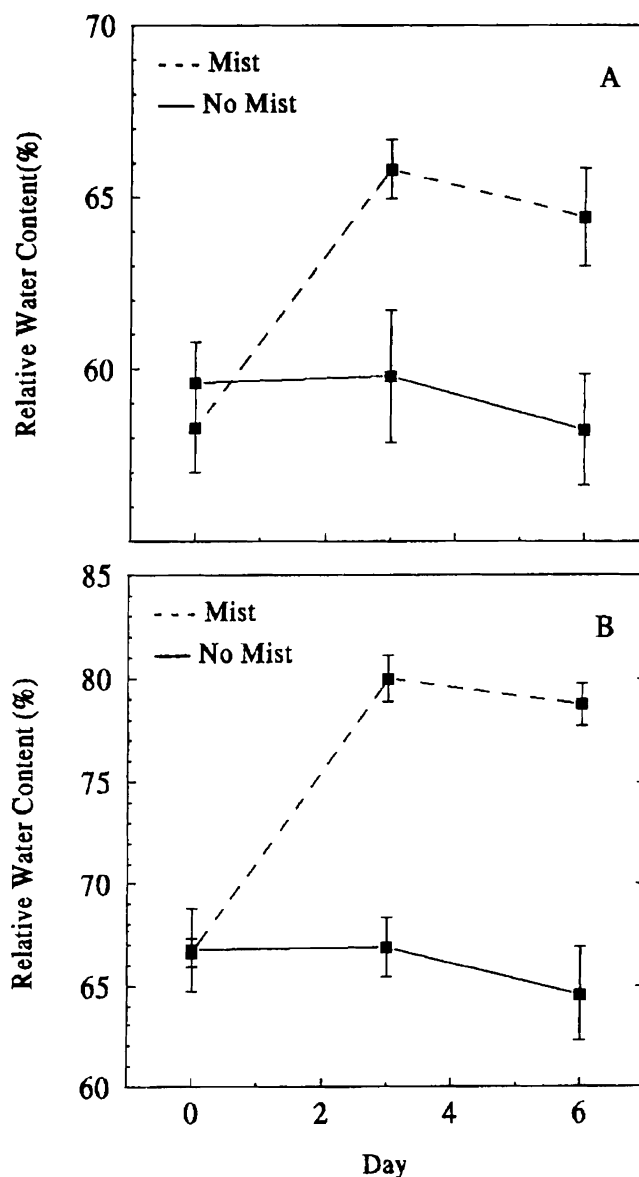 70
- - - Mist
— No Mist
A
65
60
Relative Water Content(%)
85
- - - Mist
— No Mist
B
80
75
70
65
60
Relative Water Content (%)
0 2 4 6
Day